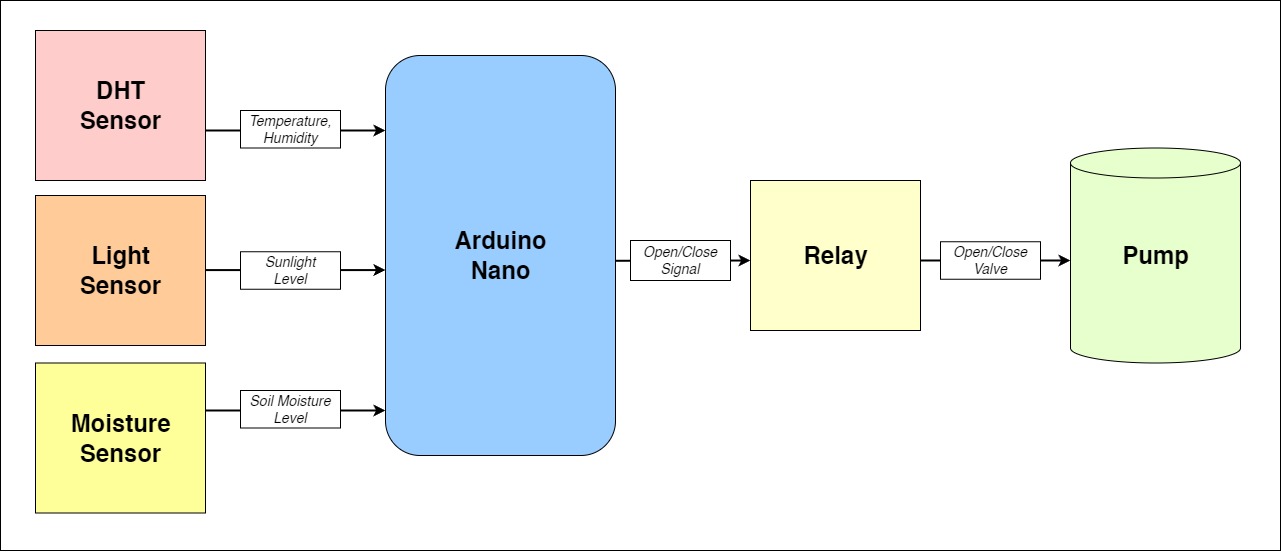 DHT
Sensor
Temperature,
Humidity
Light
Sensor
Sunlight
Level
Moisture
Sensor
Soil Moisture
Level
Arduino
Nano
Open/Close
Signal
Relay
Open/Close
Valve
Pump